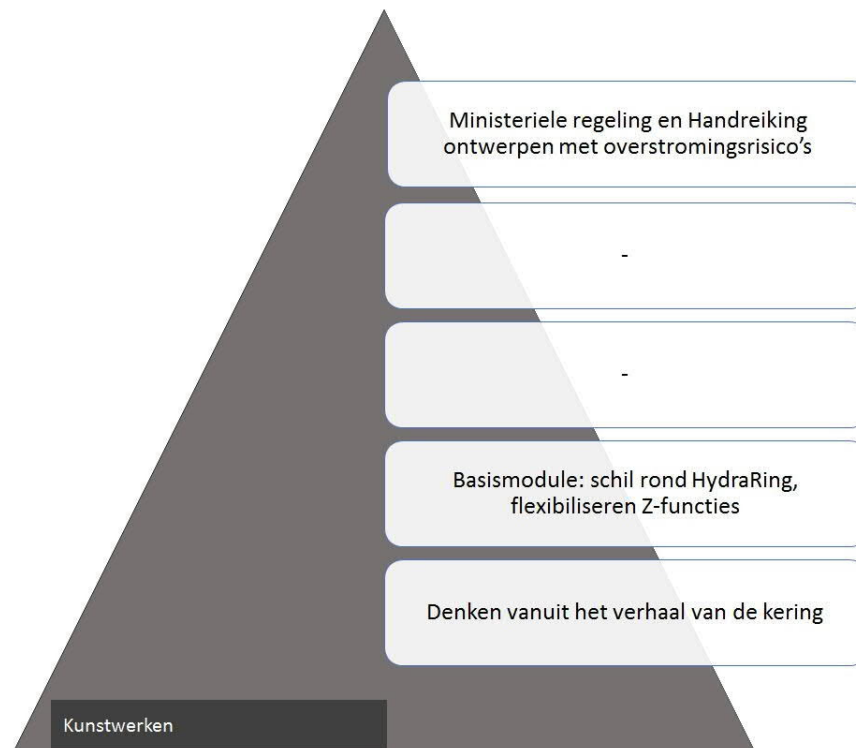 Ministeriele regeling en Handreiking
ontwerpen met overstromingsrisico’s
-
-
Basismodule: schil rond HydraRing,
flexibiliseren Z-functies
Denken vanuit het verhaal van de kering
Kunstwerken